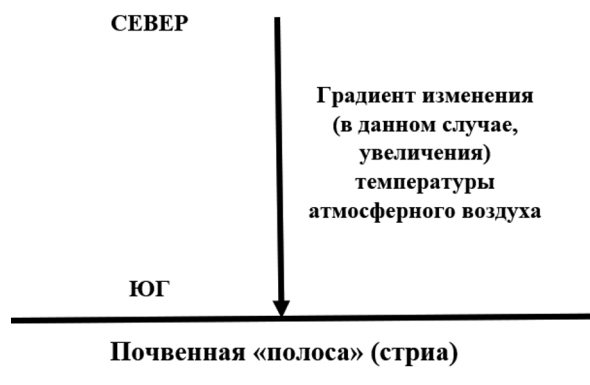 СЕВЕР
Градиент изменения
(в данном случае,
увеличения)
температуры
атмосферного воздуха
ЮГ
Почвенная «полоса» (стриа)